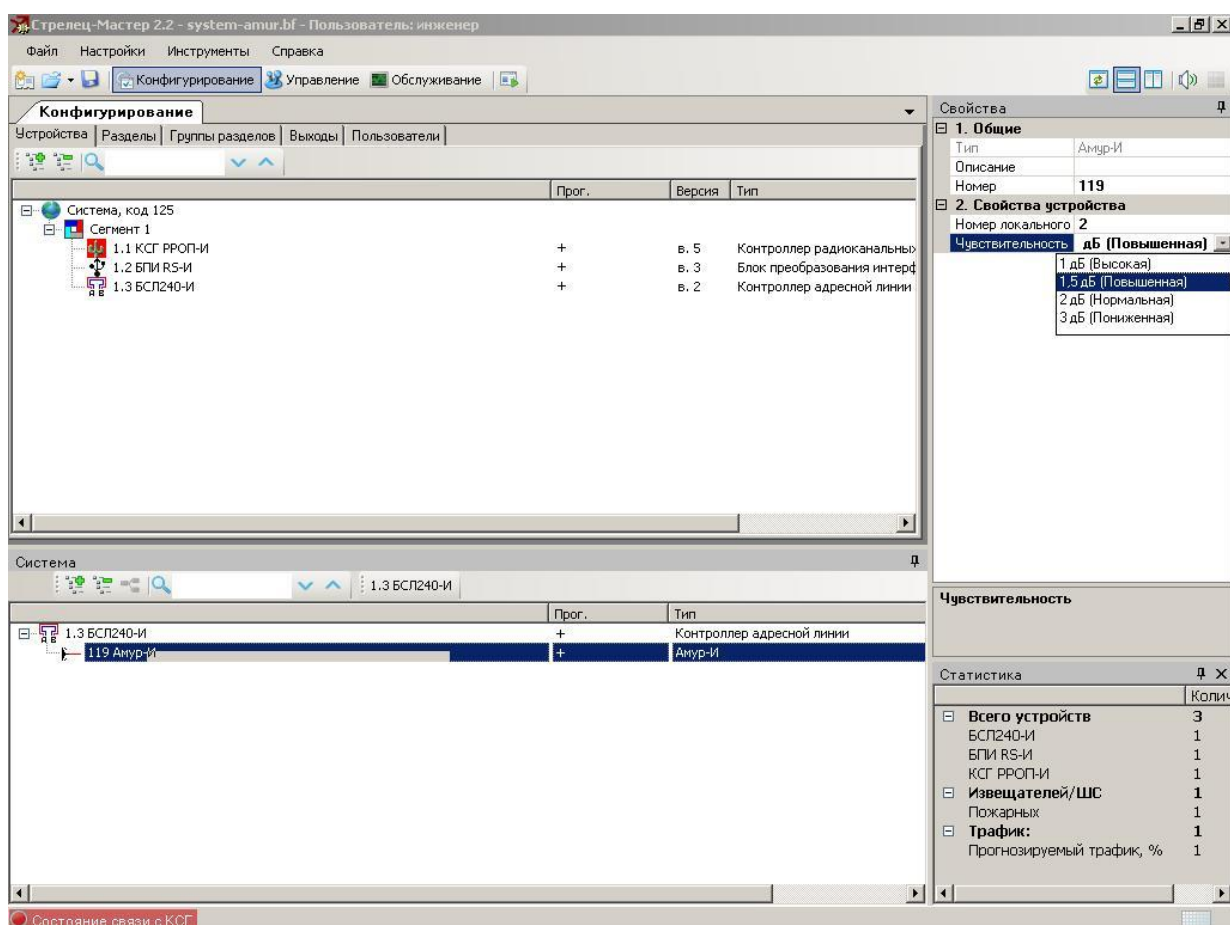 Стрелец-Мастер 2.2 - system-amur.bf - Пользователь: инженер
Файл Настройки Инструменты Справка
Конфигурирование Управление Обслуживание
Конфигурирование
Устройства Разделы Группы разделов Выходы Пользователи
Прог. Версия Тип
Система, код 125
Сегмент 1
1.1 КСГ РРОП-И + в. 5 Контроллер радиоканальных
1.2 БПИ RS-И + в. 3 Блок преобразования интерф
1.3 БСЛ240-И + в. 2 Контроллер адресной линии
Свойства
1. Общие
Тип Амур-И
Описание
Номер 119
2. Свойства устройства
Номер локального 2
Чувствительность дБ (Повышенная)
1 дБ (Высокая)
1,5 дБ (Повышенная)
2 дБ (Нормальная)
3 дБ (Пониженная)
Чувствительность
Система
1.3 БСЛ240-И
Прог. Тип
1.3 БСЛ240-И + Контроллер адресной линии
119 Амур-И + Амур-И
Статистика
Колич
Всего устройств 3
БСЛ240-И 1
БПИ RS-И 1
КСГ РРОП-И 1
Извещателей/ШС 1
Пожарных 1
Трафик: 1
Прогнозируемый трафик, % 1
Состояние связи с КСГ